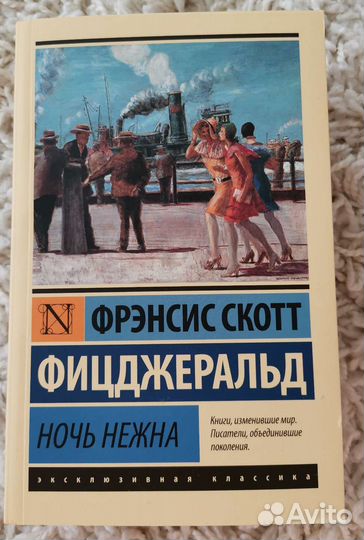 N
ФРЭНСИС СКОТТ
ФИЦДЖЕРАЛЬД
НОЧЬ НЕЖНА
Книги, изменившие мир.
Писатели, объединившие
поколения.
эксклюзивная классика
Avito